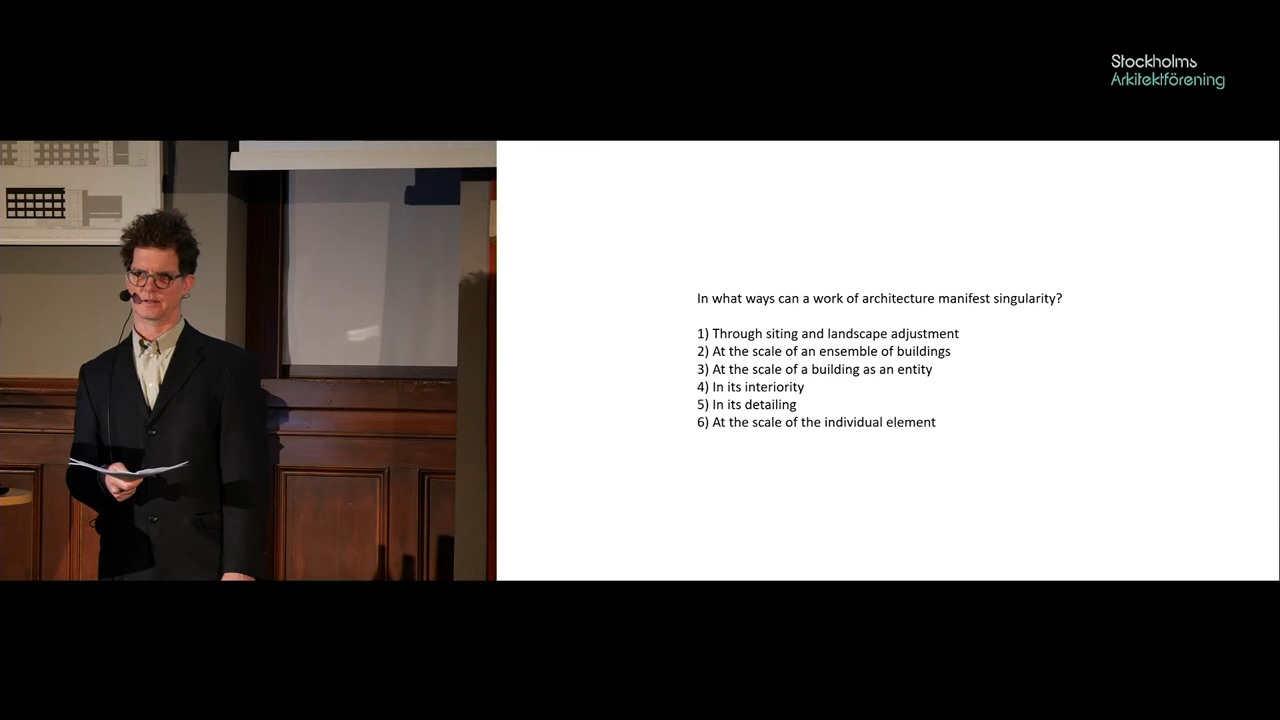 Stockholms
Arkitektförening
In what ways can a work of architecture manifest singularity?
1) Through siting and landscape adjustment
2) At the scale of an ensemble of buildings
3) At the scale of a building as an entity
4) In its interiority
5) In its detailing
6) At the scale of the individual element